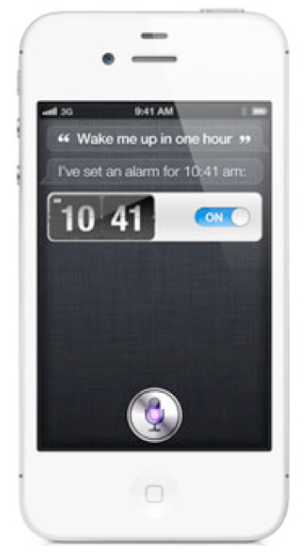 3G 9:41 AM
“ Wake me up in one hour ”
I've set an alarm for 10:41 am:
10 41 ON